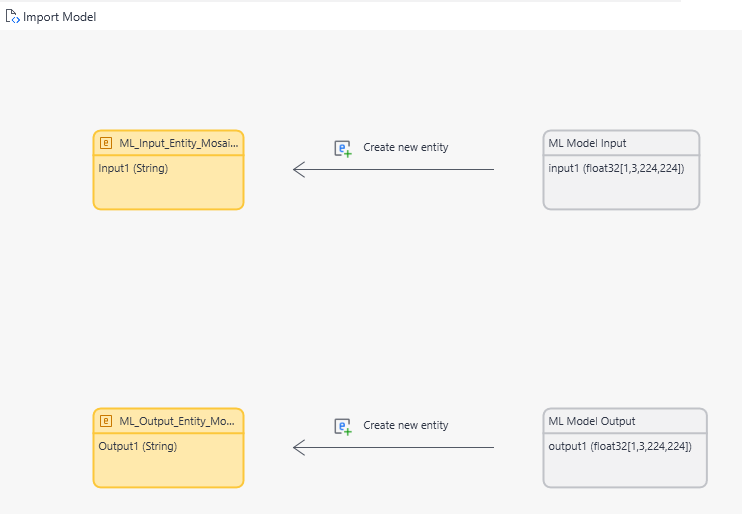 Import Model
ML_Input_Entity_Mosai...
Create new entity
ML Model Input
Input1 (String)
input1 (float32[1,3,224,224])
ML_Output_Entity_Mo...
Create new entity
ML Model Output
Output1 (String)
output1 (float32[1,3,224,224])